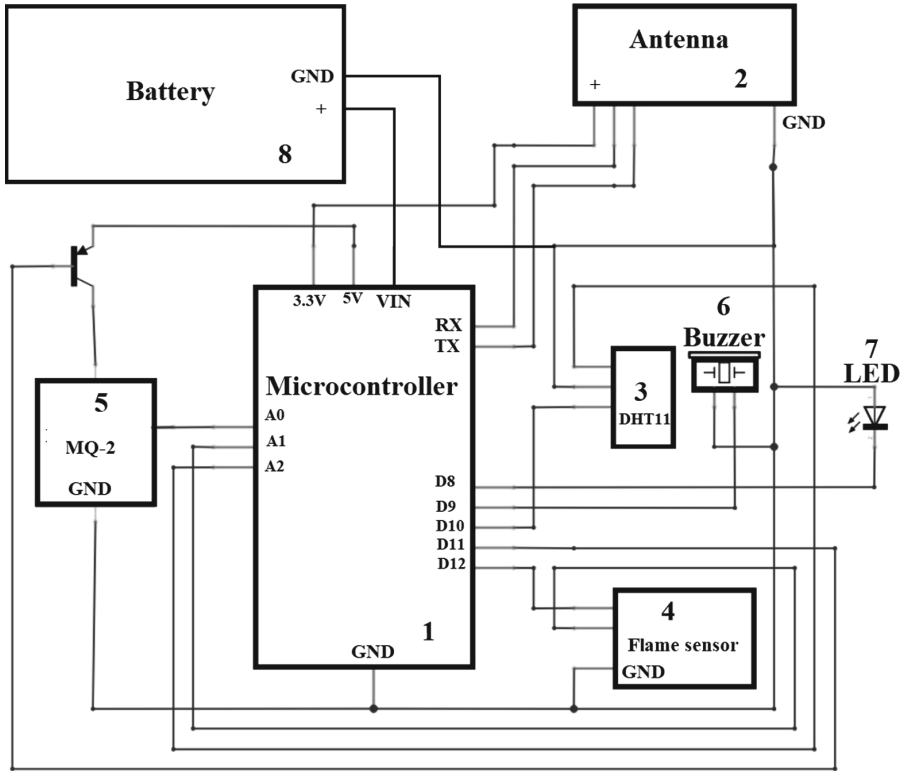 Battery
GND
+
8
Antenna
+
2
GND
3.3V
5V
VIN
RX
TX
Microcontroller
A0
A1
A2
D8
D9
D10
D11
D12
1
GND
5
MQ-2
GND
3
DHT11
6
Buzzer
7
LED
4
Flame sensor
GND